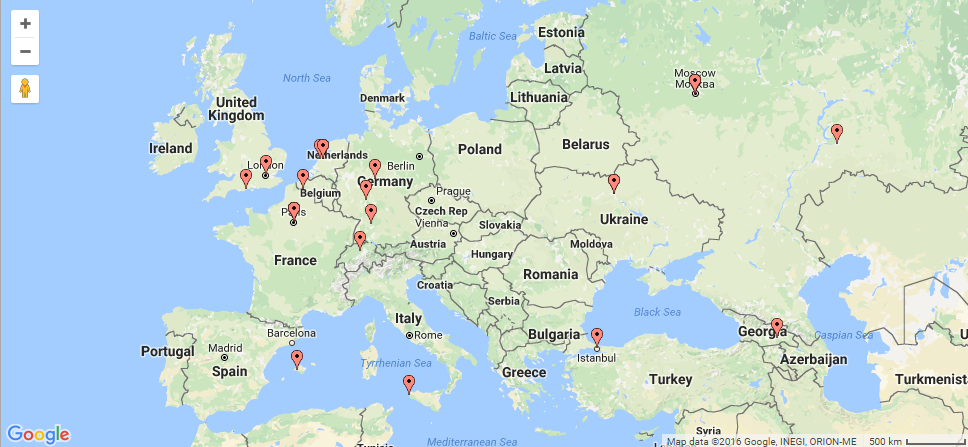 +
−
Estonia
Baltic Sea
Latvia
North Sea
Moscow
Москва
Denmark
Lithuania
United
Kingdom
Ireland
Belarus
Poland
Netherlands
Berlin
London
Germany
Belgium
Prague
Czech Rep
Paris
Ukraine
Vienna
Slovakia
Austria
Moldova
Hungary
France
Romania
Croatia
Serbia
Black Sea
Italy
Rome
Bulgaria
Georgia
Caspian Sea
Barcelona
Portugal
Madrid
Spain
Tyrrhenian Sea
Istanbul
Azerbaijan
Greece
Turkey
Turkmenist
Syria
Google
Mediterranean Sea
Map data ©2016 Google, INEGI, ORION-ME
500 km